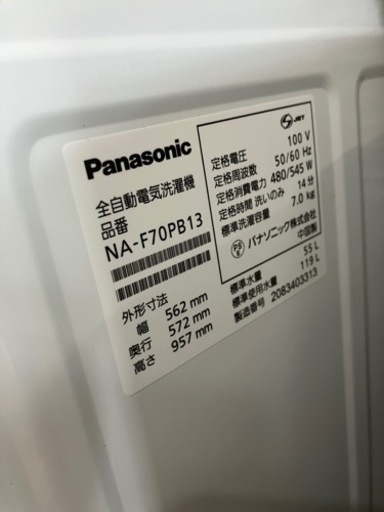 Panasonic
全自動電気洗濯機
品番
NA-F70PB13
外形寸法
幅 562 mm
奥行 572 mm
高さ 957 mm
JET
定格電圧 100 V
定格周波数 50/60 Hz
定格消費電力 480/545 W
定格時間 洗いのみ 14分
標準洗濯容量 7.0 kg
PS
E
パナソニック株式会社
中国製
標準水量 55 L
標準使用水量 119 L
製造番号 2083403313